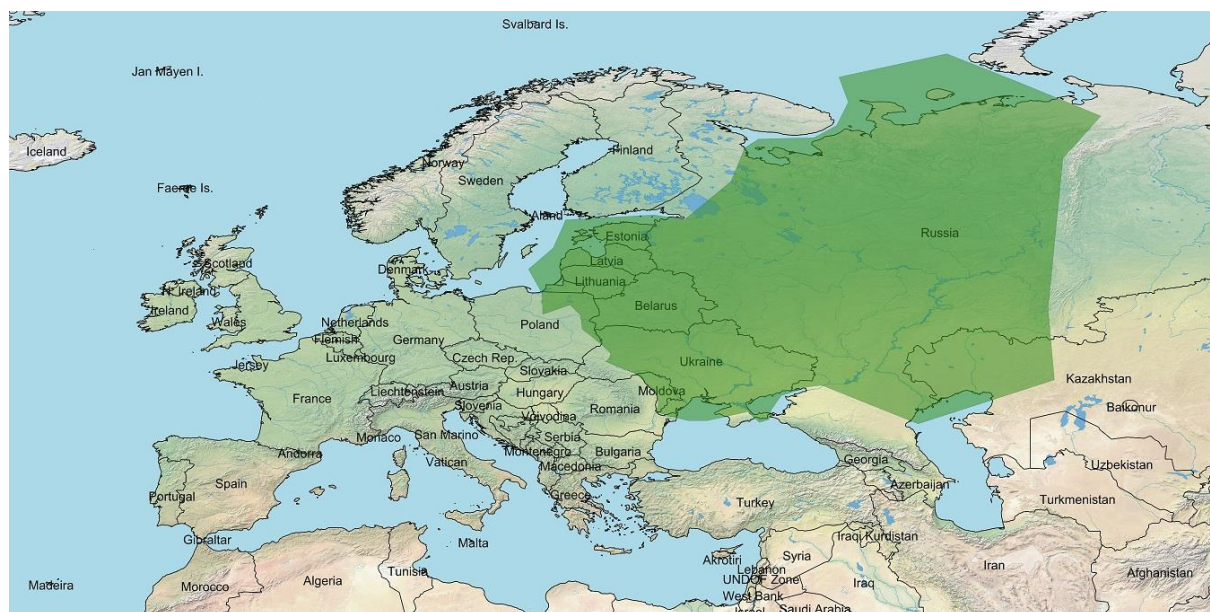 Svalbard Is.
Jan Mayen I.
Iceland
Finland
Norway
Sweden
Faeroe Is.
Aland
Russia
Estonia
Scotland
Latvia
Denmark
Lithuania
N. Ireland
Ireland
Belarus
Wales
Netherlands
Poland
Flemish
Germany
Luxembourg
Czech Rep.
Ukraine
Jersey
Slovakia
Kazakhstan
Austria
Liechtenstein
Hungary
Moldova
France
Slovenia
Baikonur
Romania
Vojvodina
Monaco
San Marino
Serbia
Andorra
Montenegro
Bulgaria
Vatican
Macedonia
Georgia
Uzbekistan
Spain
Azerbaijan
Portugal
Greece
Turkmenistan
Turkey
Iraqi Kurdistan
Gibraltar
Malta
Syria
Akrotiri
Iran
Lebanon
Tunisia
Afghanistan
UNDOF Zone
Algeria
Iraq
Madeira
Morocco
West Bank
Israel
Saudi Arabia